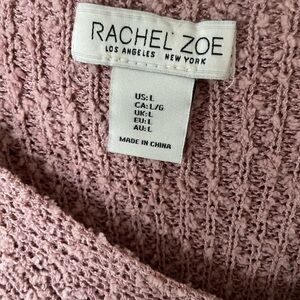 RACHEL ZOE
LOS ANGELES NEW YORK
US: L
CA: L/G
UK: L
EU: L
AU: L
MADE IN CHINA